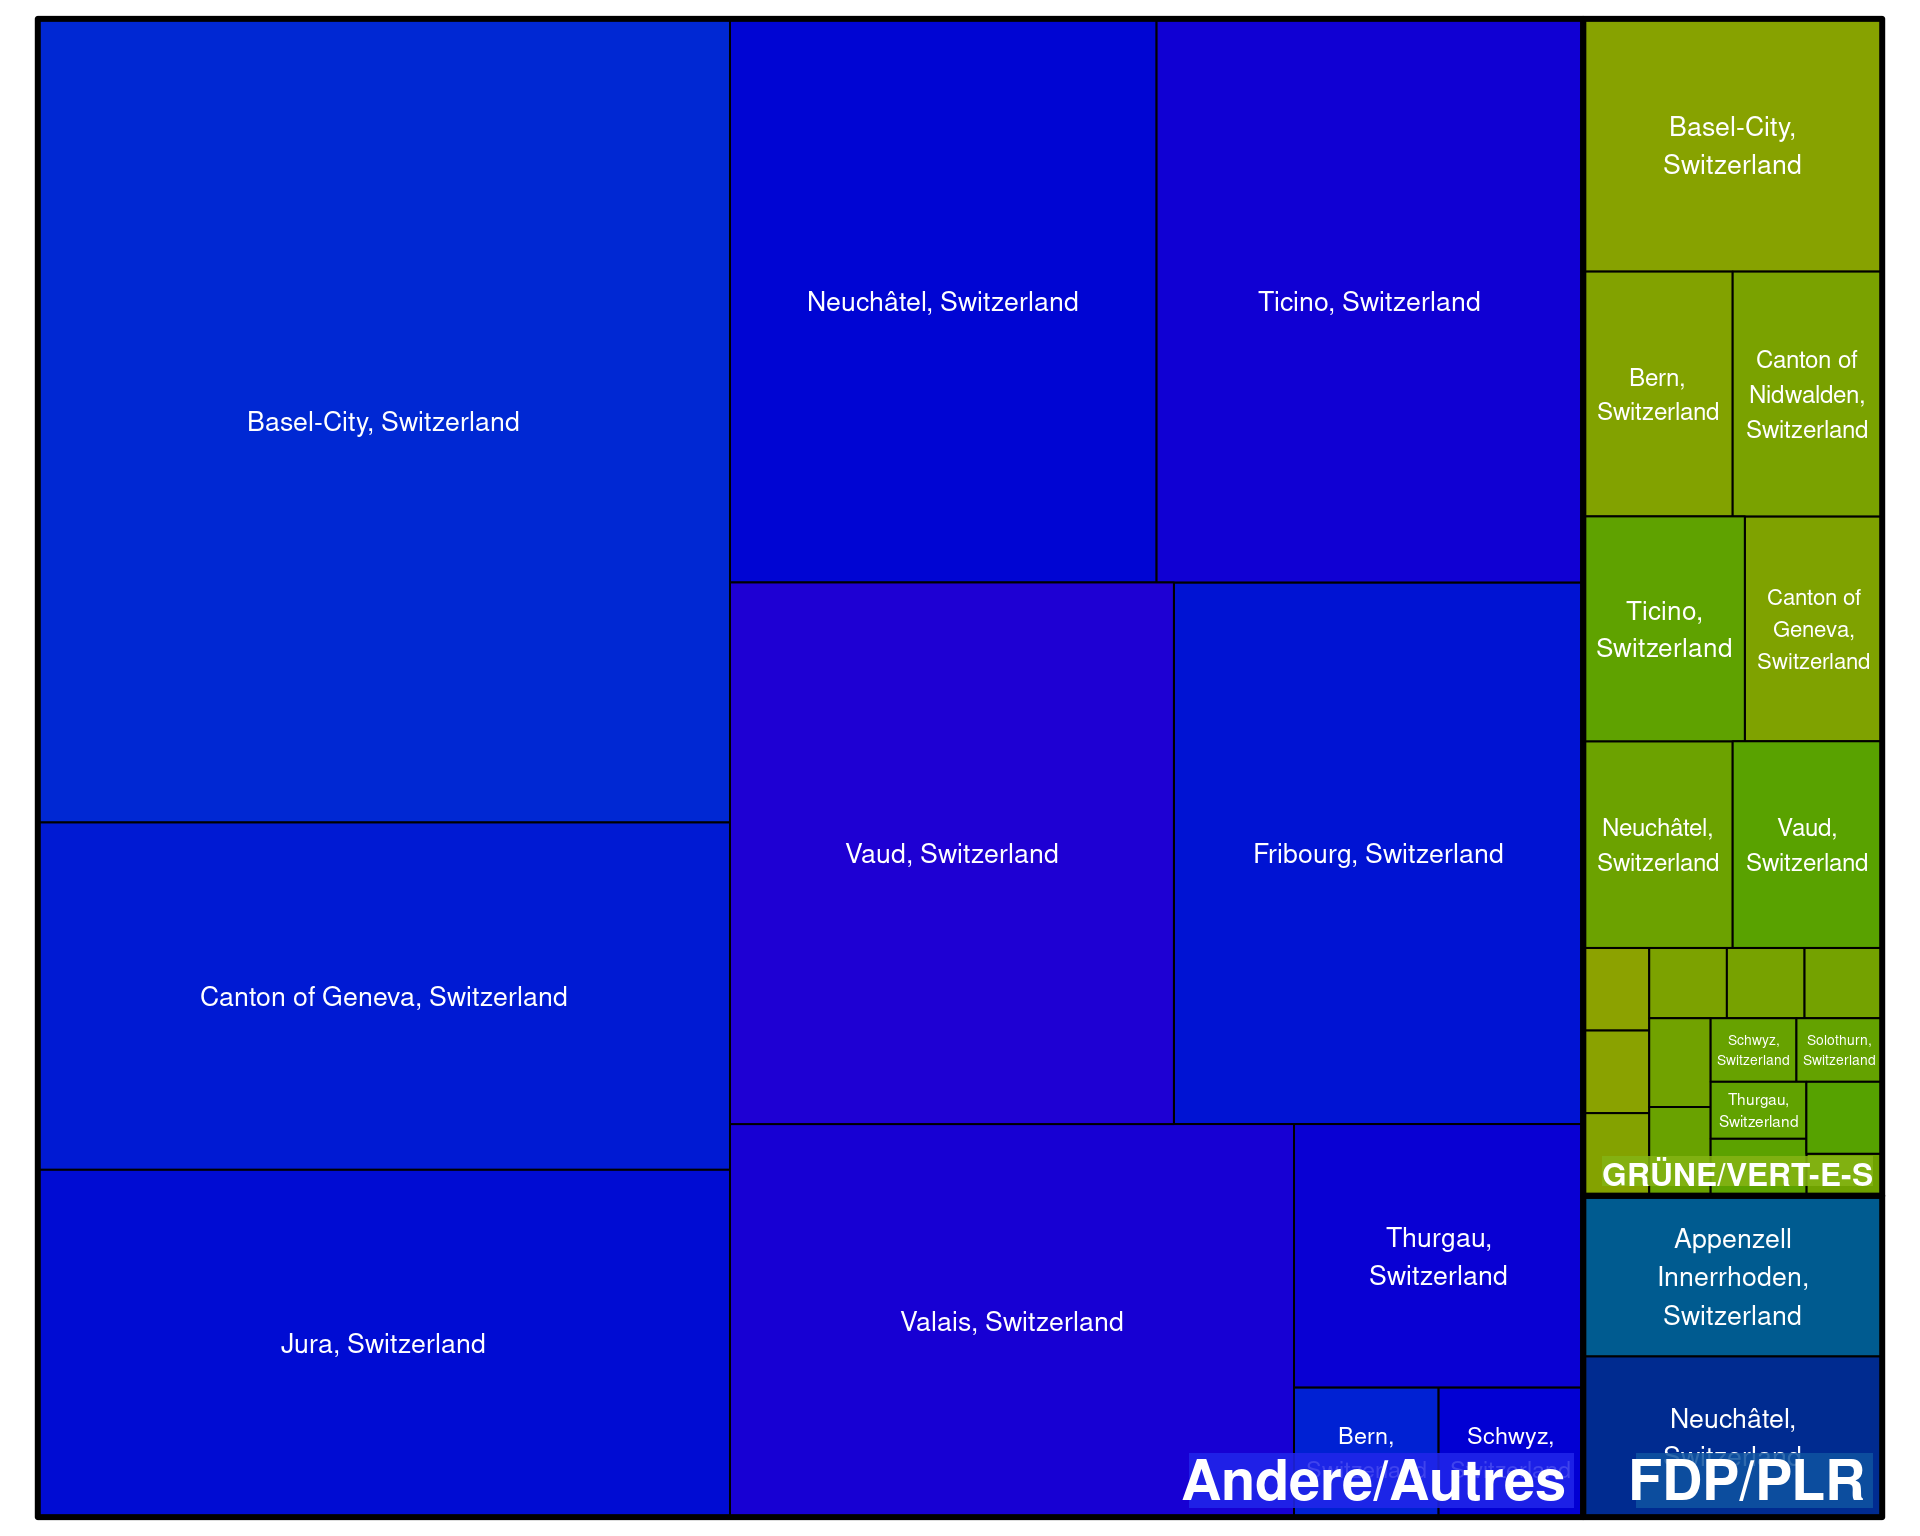 Basel-City, Switzerland
Canton of Geneva, Switzerland
Jura, Switzerland
Neuchâtel, Switzerland
Ticino, Switzerland
Vaud, Switzerland
Fribourg, Switzerland
Valais, Switzerland
Thurgau,
Switzerland
Bern,
Switzerland
Schwyz,
Switzerland
Andere/Autres
Basel-City,
Switzerland
Bern,
Switzerland
Canton of
Nidwalden,
Switzerland
Ticino,
Switzerland
Canton of
Geneva,
Switzerland
Neuchâtel,
Switzerland
Vaud,
Switzerland
Schwyz,
Switzerland
Solothurn,
Switzerland
Thurgau,
Switzerland
GRÜNE/VERT-E-S
Appenzell
Innerrhoden,
Switzerland
Neuchâtel,
Switzerland
FDP/PLR